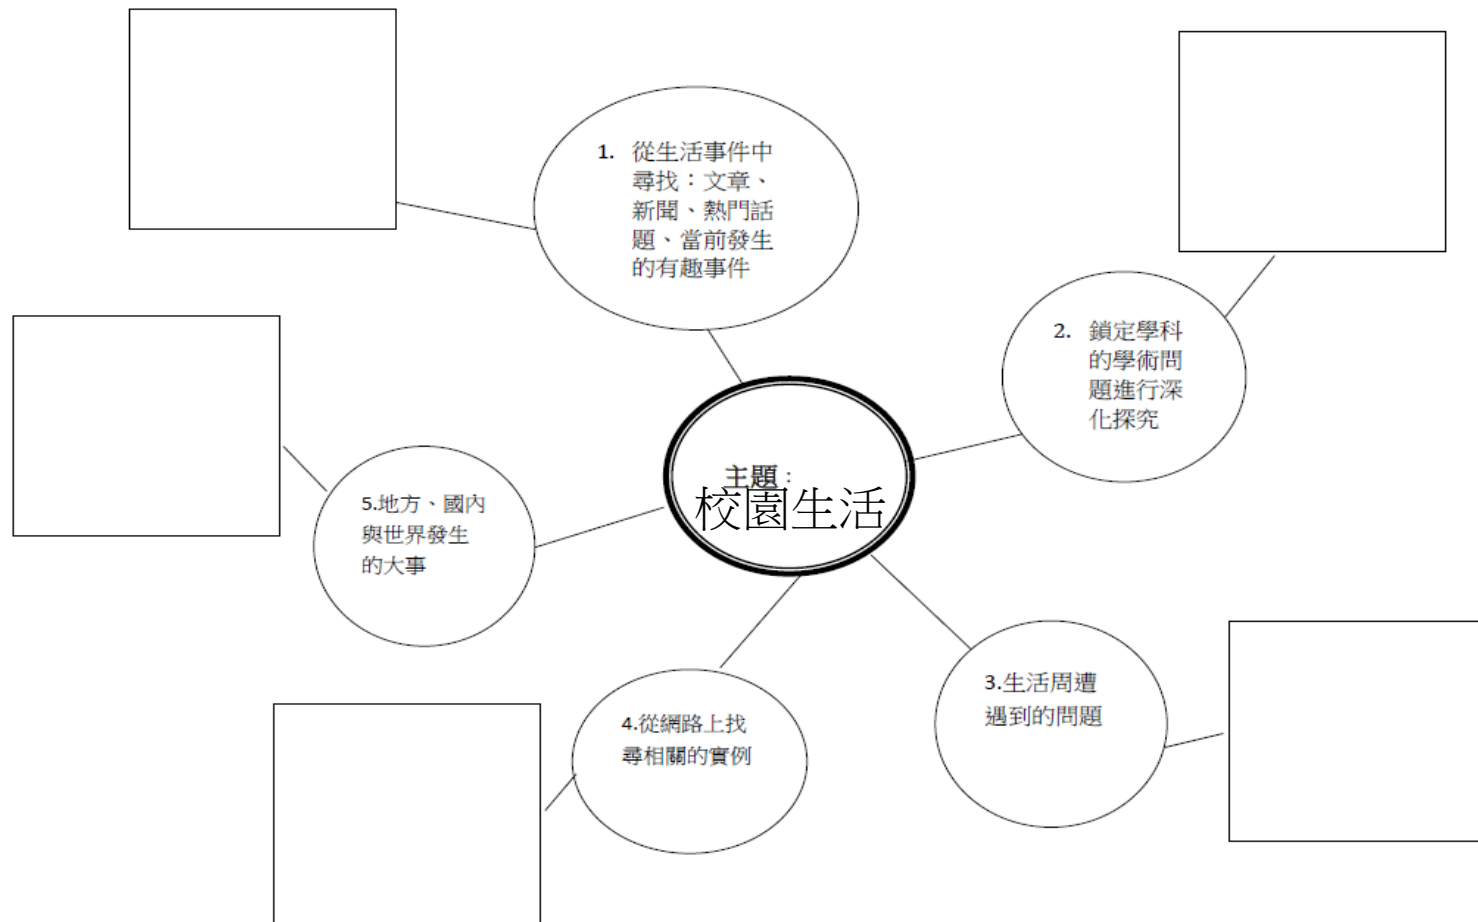 1. 從生活事件中
尋找：文章、
新聞、熱門話
題、當前發生
的有趣事件
2. 鎖定學科
的學術問
題進行深
化探究
主題：
校園生活
5.地方、國內
與世界發生
的大事
3.生活周遭
遇到的問題
4.從網路上找
尋相關的實例